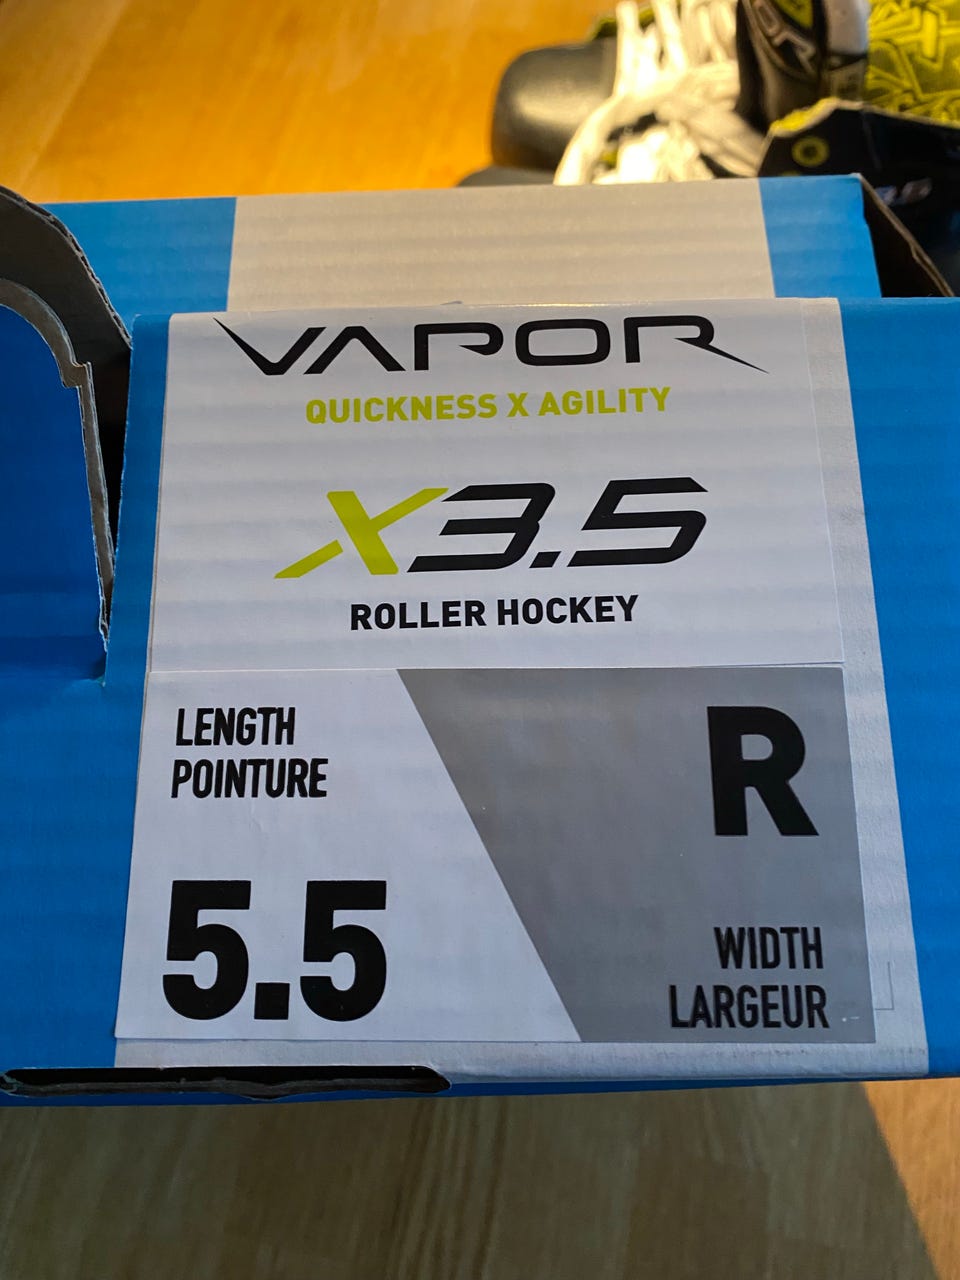 VAPOR
QUICKNESS X AGILITY
X3.5
ROLLER HOCKEY
LENGTH
POINTURE
5.5
R
WIDTH
LARGEUR